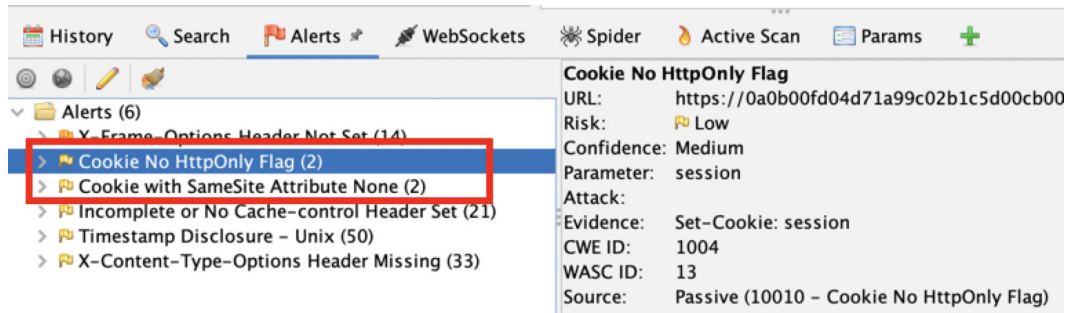 History Search Alerts WebSockets Spider Active Scan Params
Alerts (6)
X-Frame-Options Header Not Set (14)
Cookie No HttpOnly Flag (2)
Cookie with SameSite Attribute None (2)
Incomplete or No Cache-control Header Set (21)
Timestamp Disclosure – Unix (50)
X-Content-Type-Options Header Missing (33)
Cookie No HttpOnly Flag
URL: https://0a0b00fd04d71a99c02b1c5d00cb00
Risk: Low
Confidence: Medium
Parameter: session
Attack:
Evidence: Set-Cookie: session
CWE ID: 1004
WASC ID: 13
Source: Passive (10010 – Cookie No HttpOnly Flag)